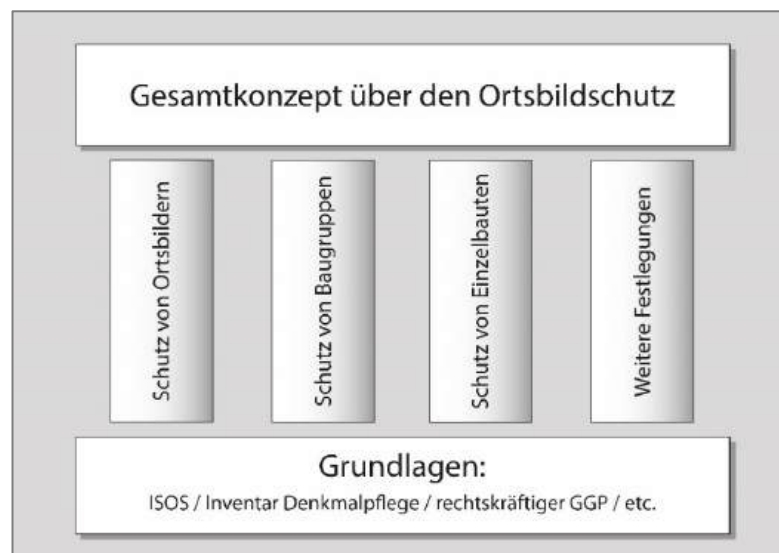 Gesamtkonzept über den Ortsbildschutz
Schutz von Ortsbildern
Schutz von Baugruppen
Schutz von Einzelbauten
Weitere Festlegungen
Grundlagen:
ISOS / Inventar Denkmalpflege / rechtskräftiger GGP / etc.